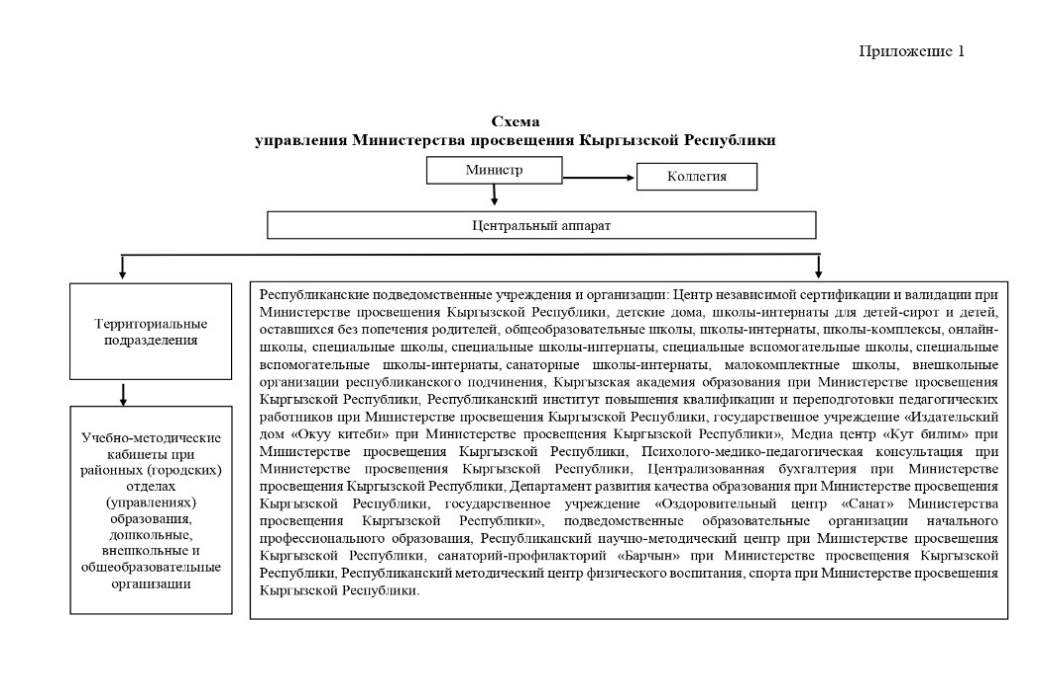 Приложение 1
Схема
управления Министерства просвещения Кыргызской Республики
Министр
Коллегия
Центральный аппарат
Территориальные
подразделения
Учебно-методические
кабинеты при
районных (городских)
отделах
(управлениях)
образования,
дошкольные,
внешкольные и
общеобразовательные
организации
Республиканские подведомственные учреждения и организации: Центр независимой сертификации и валидации при
Министерстве просвещения Кыргызской Республики, детские дома, школы-интернаты для детей-сирот и детей,
оставшихся без попечения родителей, общеобразовательные школы, школы-интернаты, школы-комплексы, онлайн-
школы, специальные школы, специальные школы-интернаты, специальные вспомогательные школы, специальные
вспомогательные школы-интернаты, санаторные школы-интернаты, малокомплектные школы, внешкольные
организации республиканского подчинения, Кыргызская академия образования при Министерстве просвещения
Кыргызской Республики, Республиканский институт повышения квалификации и переподготовки педагогических
работников при Министерстве просвещения Кыргызской Республики, государственное учреждение «Издательский
дом «Окуу китеби» при Министерстве просвещения Кыргызской Республики», Медиа центр «Кут билим» при
Министерстве просвещения Кыргызской Республики, Психолого-медико-педагогическая консультация при
Министерстве просвещения Кыргызской Республики, Централизованная бухгалтерия при Министерстве
просвещения Кыргызской Республики, Департамент развития качества образования при Министерстве просвещения
Кыргызской Республики, государственное учреждение «Оздоровительный центр «Санат» Министерства
просвещения Кыргызской Республики», подведомственные образовательные организации начального
профессионального образования, Республиканский научно-методический центр при Министерстве просвещения
Кыргызской Республики, санаторий-профилакторий «Барчын» при Министерстве просвещения Кыргызской
Республики, Республиканский методический центр физического воспитания, спорта при Министерстве просвещения
Кыргызской Республики.